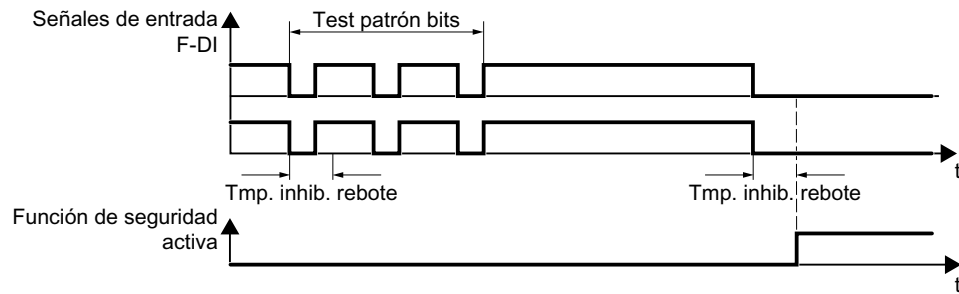 Señales de entrada
F-DI
Test patrón bits
t
Tmp. inhib. rebote
Tmp. inhib. rebote
Función de seguridad
activa
t